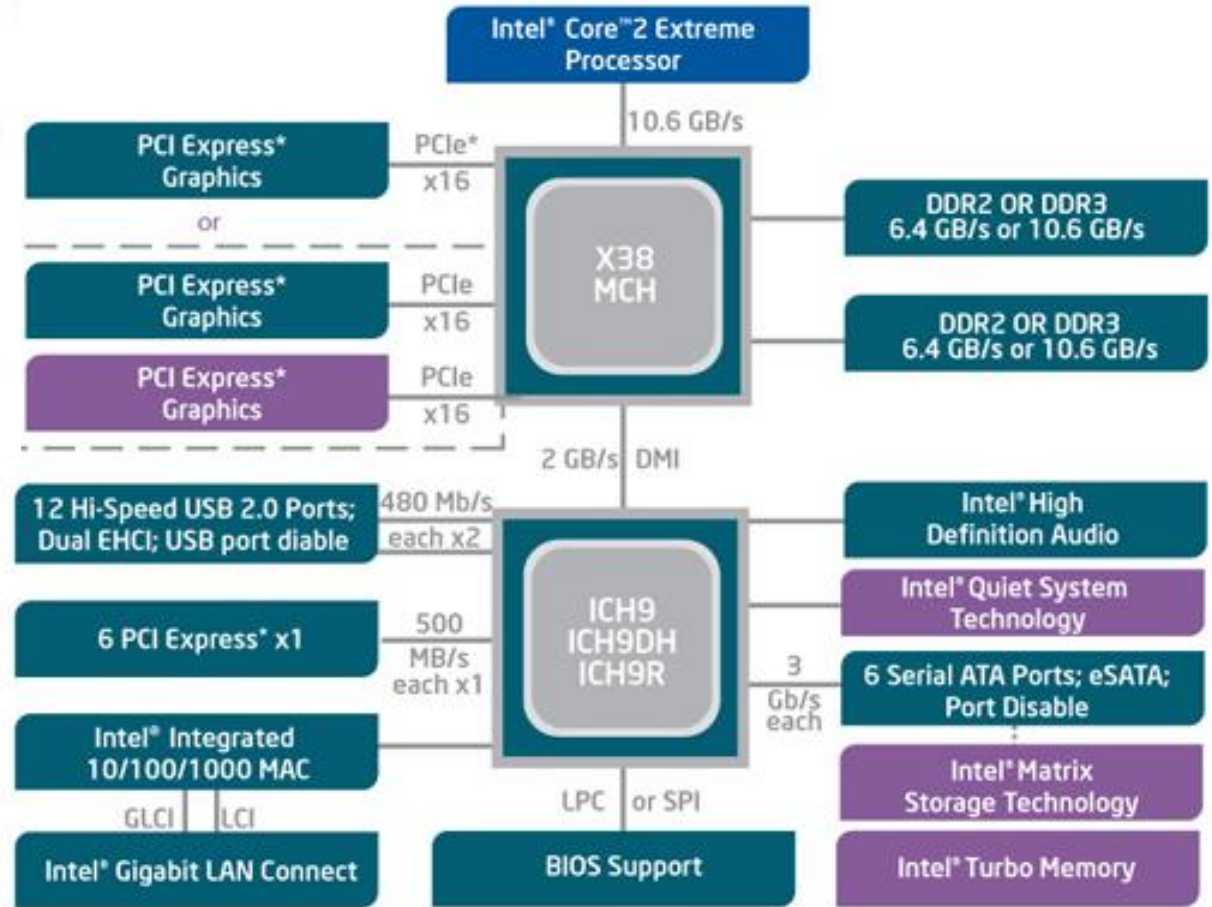 Intel® Core™2 Extreme
Processor
10.6 GB/s
PCI Express*
Graphics
PCIe*
x16
or
PCI Express*
Graphics
PCIe
x16
PCI Express*
Graphics
PCIe
x16
X38
MCH
DDR2 OR DDR3
6.4 GB/s or 10.6 GB/s
DDR2 OR DDR3
6.4 GB/s or 10.6 GB/s
2 GB/s DMI
12 Hi-Speed USB 2.0 Ports;
Dual EHCI; USB port diable
480 Mb/s
each x2
6 PCI Express* x1
500
MB/s
each x1
Intel® Integrated
10/100/1000 MAC
GLCI LCI
Intel® Gigabit LAN Connect
ICH9
ICH9DH
ICH9R
LPC or SPI
BIOS Support
Intel® High
Definition Audio
Intel® Quiet System
Technology
3
Gb/s
each
6 Serial ATA Ports; eSATA;
Port Disable
Intel® Matrix
Storage Technology
Intel® Turbo Memory